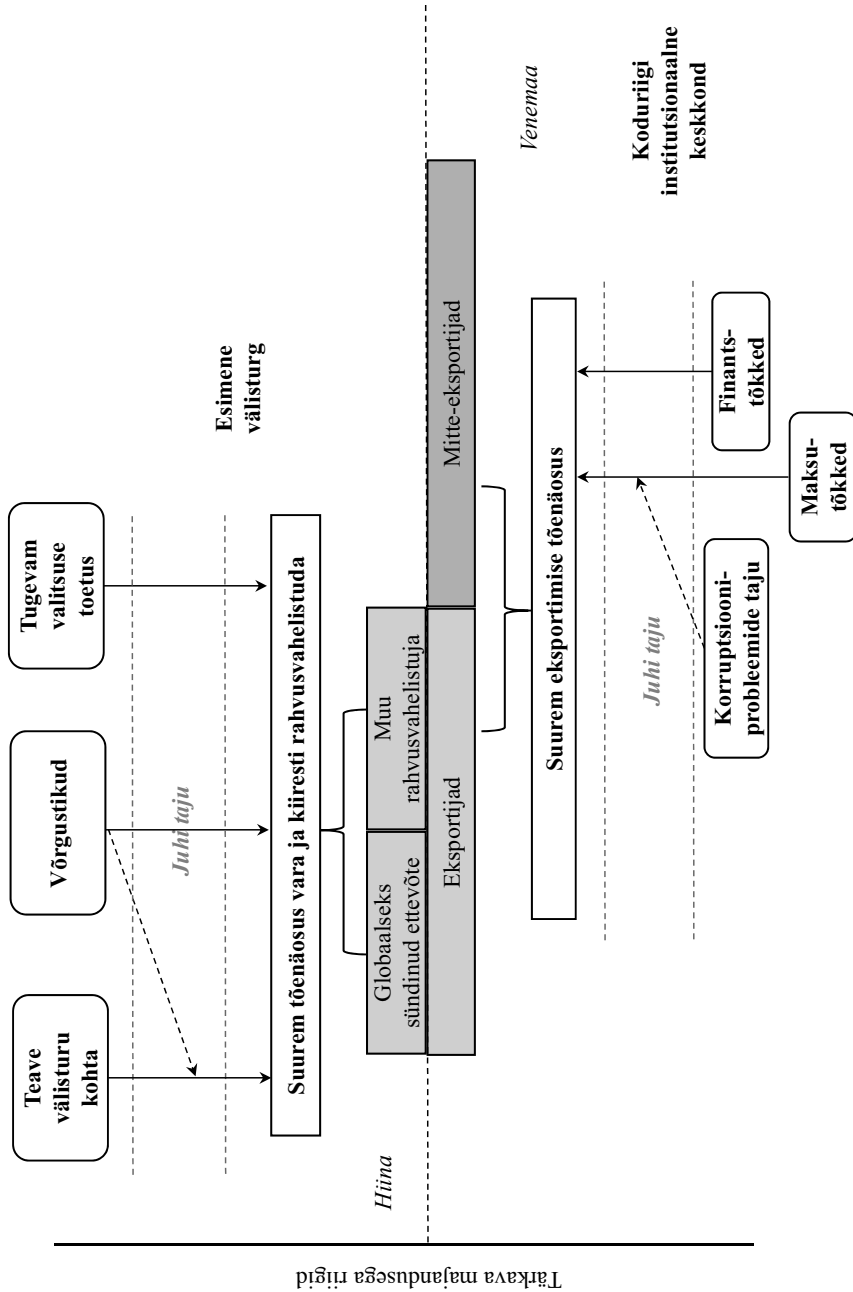 Tärkava majandusega riigid
Teave
välisturu
kohta
Võrgustikud
Tugevam
valitsuse
toetus
Juhi taju
Esimene
välisturg
Suurem tõenäosus vara ja kiiresti rahvusvahelistuda
Hiina
Globaalseks
sündinud ettevõte
Muu
rahvusvahelistuja
Eksportijad
Mitte-eksportijad
Venemaa
Suurem eksportimise tõenäosus
Juhi taju
Koduriigi
institutsionaalne
keskkond
Korruptsiooni-
probleemide taju
Maksu-
tõkked
Finants-
tõkked